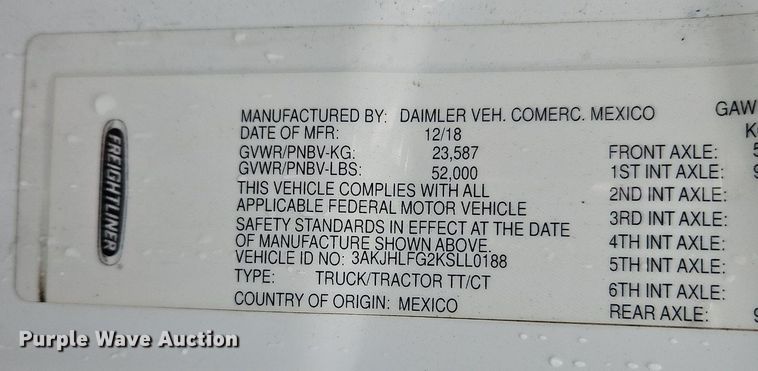 FREIGHTLINER
MANUFACTURED BY: DAIMLER VEH. COMERC. MEXICO
DATE OF MFR: 12/18
GVWR/PNBV-KG: 23,587
GVWR/PNBV-LBS: 52,000
THIS VEHICLE COMPLIES WITH ALL
APPLICABLE FEDERAL MOTOR VEHICLE
SAFETY STANDARDS IN EFFECT AT THE DATE
OF MANUFACTURE SHOWN ABOVE.
VEHICLE ID NO: 3AKJHLFG2KSLL0188
TYPE: TRUCK/TRACTOR TT/CT
COUNTRY OF ORIGIN: MEXICO
GAW
FRONT AXLE:
1ST INT AXLE:
2ND INT AXLE:
3RD INT AXLE:
4TH INT AXLE:
5TH INT AXLE:
6TH INT AXLE:
REAR AXLE:
Purple Wave Auction